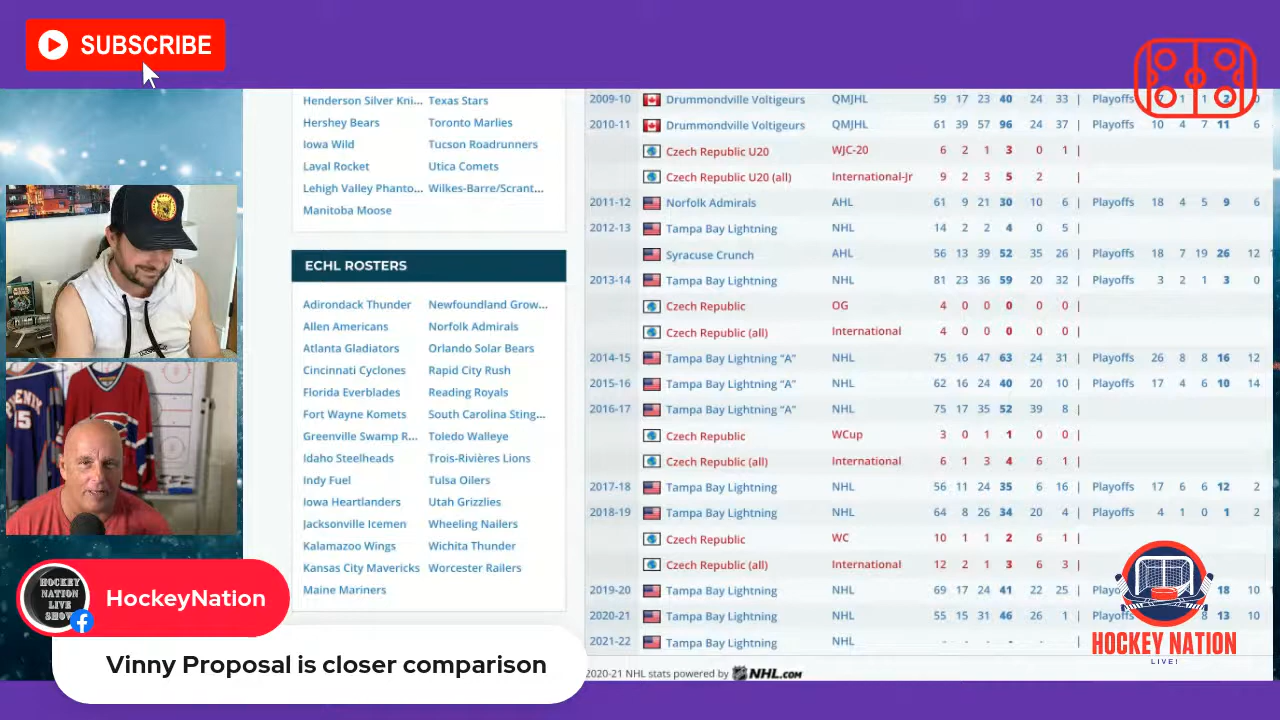 SUBSCRIBE
Henderson Silver Kni... Texas Stars
Hershey Bears Toronto Marlies
Iowa Wild Tucson Roadrunners
Laval Rocket Utica Comets
Lehigh Valley Phanto... Wilkes-Barre/Scrant...
Manitoba Moose
ECHL ROSTERS
Adirondack Thunder Newfoundland Grow...
Allen Americans Norfolk Admirals
Atlanta Gladiators Orlando Solar Bears
Cincinnati Cyclones Rapid City Rush
Florida Everblades Reading Royals
Fort Wayne Komets South Carolina Sting...
Greenville Swamp R... Toledo Walleye
Idaho Steelheads Trois-Rivières Lions
Indy Fuel Tulsa Oilers
Iowa Heartlanders Utah Grizzlies
Jacksonville Icemen Wheeling Nailers
Kalamazoo Wings Wichita Thunder
Kansas City Mavericks Worcester Railers
Maine Mariners
2009-10 Drummondville Voltigeurs QMJHL 59 17 23 40 24 33 | Playoffs 1 1 2
2010-11 Drummondville Voltigeurs QMJHL 61 39 57 96 24 37 | Playoffs 10 4 7 11 6
Czech Republic U20 WJC-20 6 2 1 3 0 1 |
Czech Republic U20 (all) International-Jr 9 2 3 5 2 |
2011-12 Norfolk Admirals AHL 61 9 21 30 10 6 | Playoffs 18 4 5 9 6
2012-13 Tampa Bay Lightning NHL 14 2 2 4 0 5 |
Syracuse Crunch AHL 56 13 39 52 35 26 | Playoffs 18 7 19 26 12
2013-14 Tampa Bay Lightning NHL 81 23 36 59 20 32 | Playoffs 3 2 1 3 0
Czech Republic OG 4 0 0 0 0 0 |
Czech Republic (all) International 4 0 0 0 0 0 |
2014-15 Tampa Bay Lightning "A" NHL 75 16 47 63 24 31 | Playoffs 26 8 8 16 12
2015-16 Tampa Bay Lightning "A" NHL 62 16 24 40 20 10 | Playoffs 17 4 6 10 14
2016-17 Tampa Bay Lightning "A" NHL 75 17 35 52 39 8 |
Czech Republic WCup 3 0 1 1 0 0 |
Czech Republic (all) International 6 1 3 4 6 1 |
2017-18 Tampa Bay Lightning NHL 56 11 24 35 6 16 | Playoffs 17 6 6 12 2
2018-19 Tampa Bay Lightning NHL 64 8 26 34 20 4 | Playoffs 4 1 0 1 2
Czech Republic WC 10 1 1 2 6 1 |
Czech Republic (all) International 12 2 1 3 6 3 |
2019-20 Tampa Bay Lightning NHL 69 17 24 41 22 25 | 18 10
2020-21 Tampa Bay Lightning NHL 55 15 31 46 26 1 | Playoffs 8 13 10
2021-22 Tampa Bay Lightning NHL - - - - - - |
2020-21 NHL stats powered by NHL.COM
HOCKEY NATION
LIVE!
HOCKEY
NATION
LIVE
SHOW
HockeyNation
Vinny Proposal is closer comparison